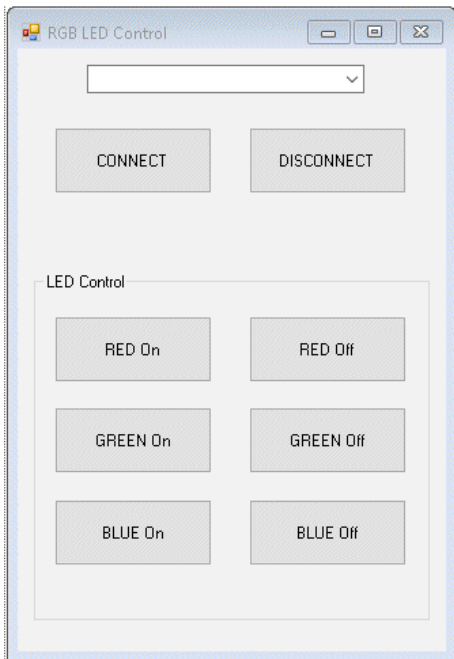 RGB LED Control
CONNECT DISCONNECT
LED Control
RED On RED Off
GREEN On GREEN Off
BLUE On BLUE Off